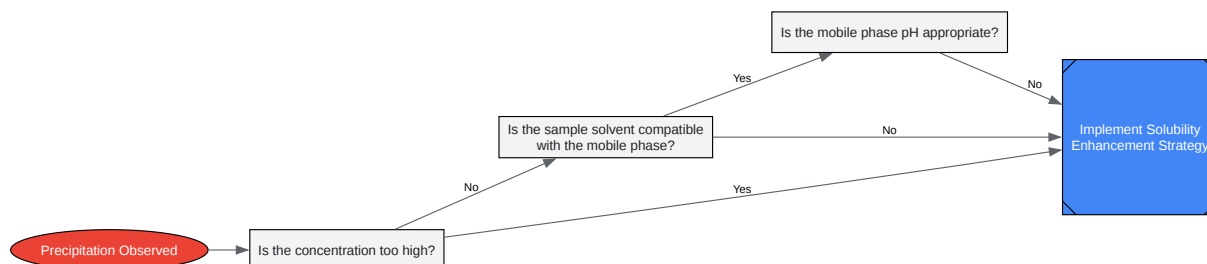 Is the mobile phase pH appropriate?
Yes
No
Is the sample solvent compatible
with the mobile phase?
No
Implement Solubility
Enhancement Strategy
No
Yes
Precipitation Observed
Is the concentration too high?